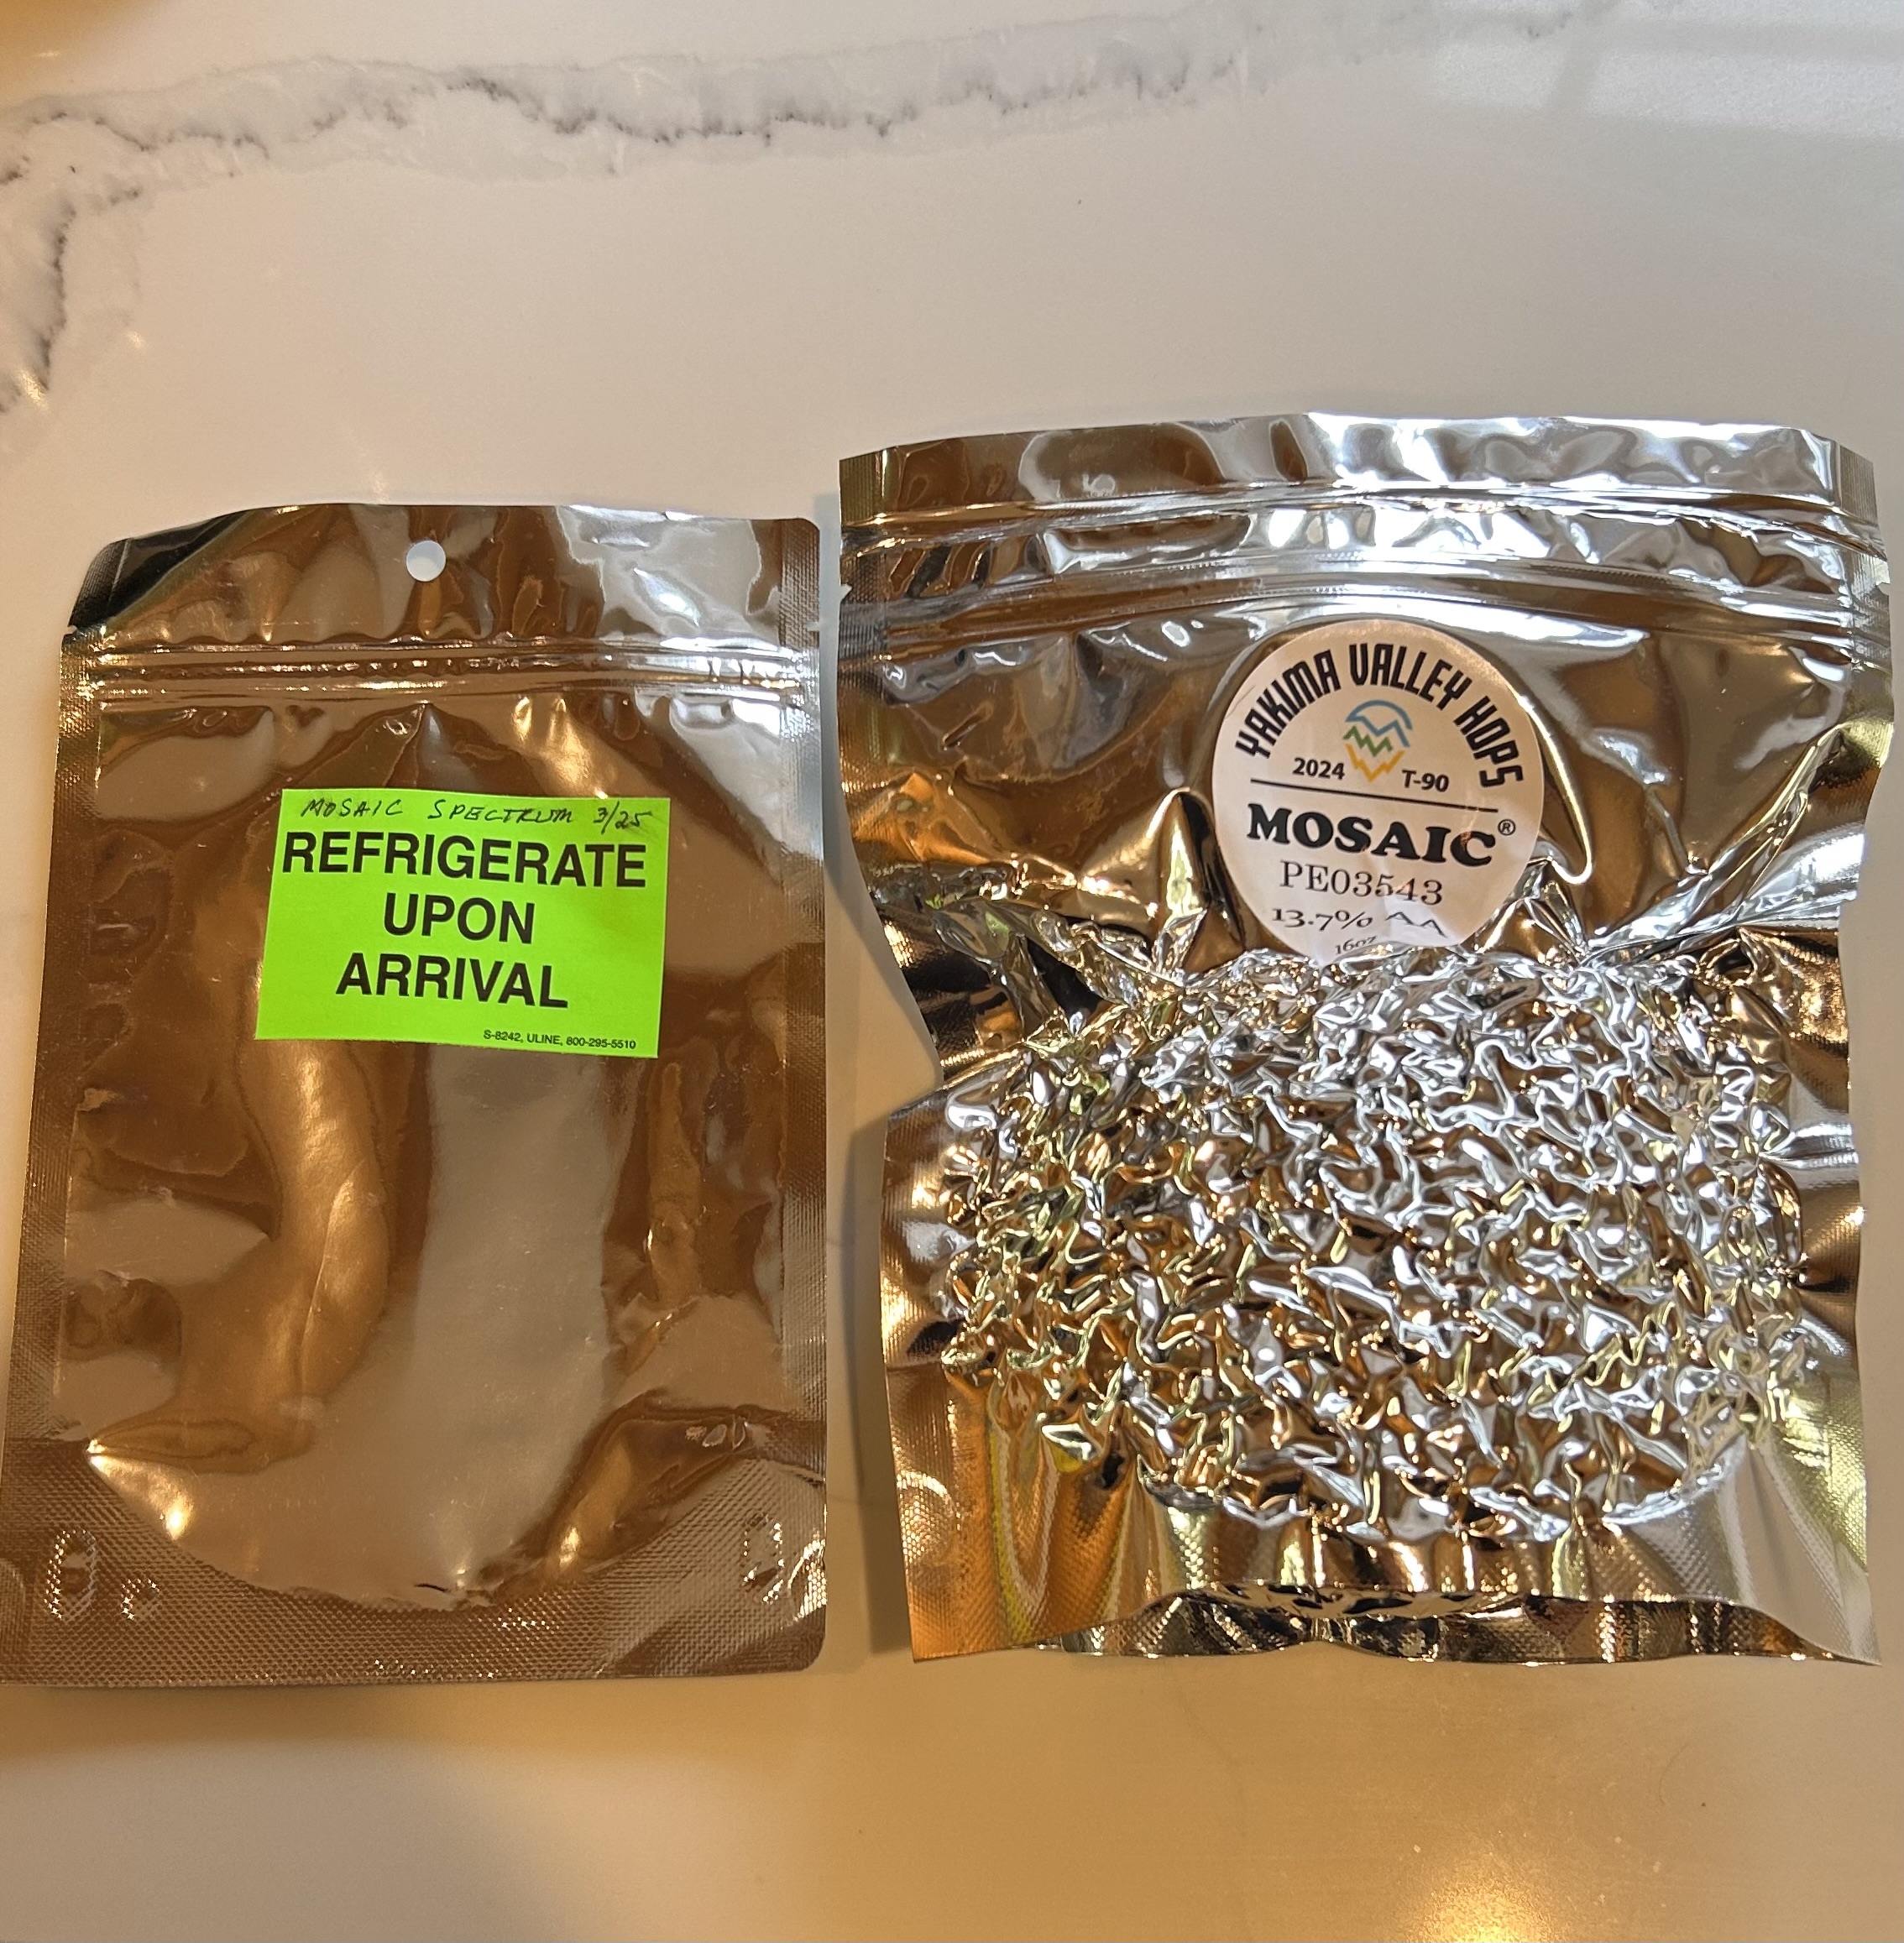 MOSAIC SPECTRUM 3/25
REFRIGERATE
UPON
ARRIVAL
S-8242, ULINE, 800-295-5510
YAKIMA VALLEY HOPS
2024 T-90
MOSAIC®
PE03543
13.7% AA
16oz